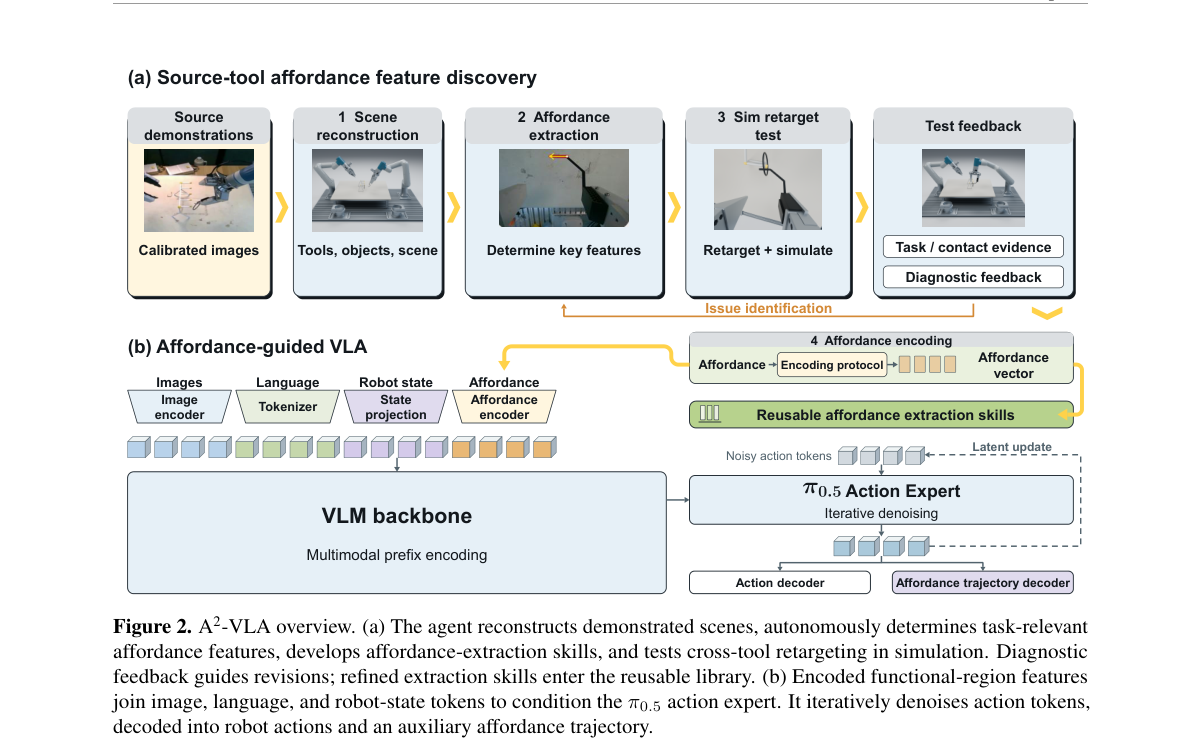 (a) Source-tool affordance feature discovery
Source
demonstrations
Calibrated images
1 Scene
reconstruction
Tools, objects, scene
2 Affordance
extraction
Determine key features
3 Sim retarget
test
Retarget + simulate
Test feedback
Task / contact evidence
Diagnostic feedback
Issue identification
(b) Affordance-guided VLA
4 Affordance encoding
Affordance
Encoding protocol
Affordance
vector
Reusable affordance extraction skills
Images
Image
encoder
Language
Tokenizer
Robot state
State
projection
Affordance
Affordance
encoder
VLM backbone
Multimodal prefix encoding
Noisy action tokens
Latent update
π0.5 Action Expert
Iterative denoising
Action decoder
Affordance trajectory decoder
Figure 2. A²-VLA overview. (a) The agent reconstructs demonstrated scenes, autonomously determines task-relevant
affordance features, develops affordance-extraction skills, and tests cross-tool retargeting in simulation. Diagnostic
feedback guides revisions; refined extraction skills enter the reusable library. (b) Encoded functional-region features
join image, language, and robot-state tokens to condition the π0.5 action expert. It iteratively denoises action tokens,
decoded into robot actions and an auxiliary affordance trajectory.